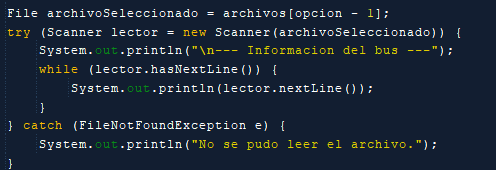 File archivoSeleccionado = archivos[opcion - 1];
try (Scanner lector = new Scanner(archivoSeleccionado)) {
    System.out.println("\n--- Informacion del bus ---");
    while (lector.hasNextLine()) {
        System.out.println(lector.nextLine());
    }
} catch (FileNotFoundException e) {
    System.out.println("No se pudo leer el archivo.");
}